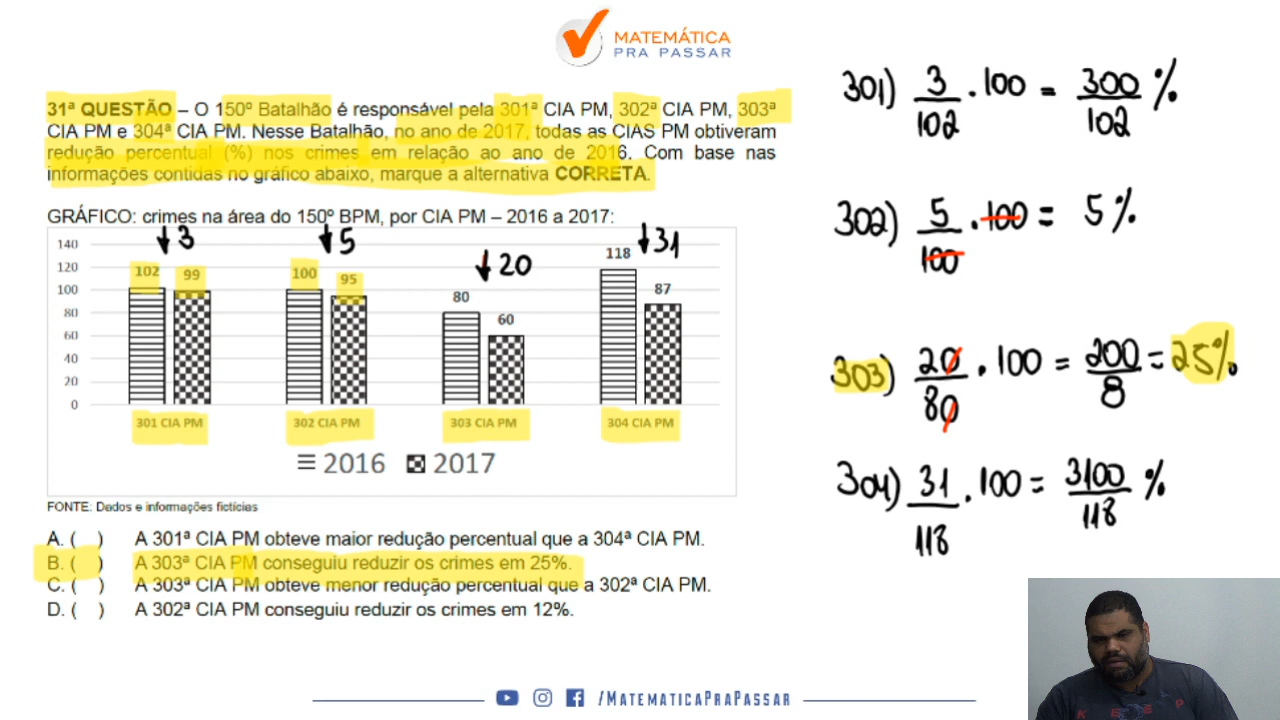 MATEMÁTICA
PRA PASSAR
31ª QUESTÃO – O 150º Batalhão é responsável pela 301ª CIA PM, 302ª CIA PM, 303ª
CIA PM e 304ª CIA PM. Nesse Batalhão, no ano de 2017, todas as CIAS PM obtiveram
redução percentual (%) nos crimes em relação ao ano de 2016. Com base nas
informações contidas no gráfico abaixo, marque a alternativa CORRETA.
GRÁFICO: crimes na área do 150º BPM, por CIA PM – 2016 a 2017:
↓3 ↓5 ↓20 ↓31
140
120
100
80
60
40
20
0
102 99 100 95 80 60 118 87
301 CIA PM 302 CIA PM 303 CIA PM 304 CIA PM
2016 2017
FONTE: Dados e informações fictícias
A. ( ) A 301ª CIA PM obteve maior redução percentual que a 304ª CIA PM.
B. ( ) A 303ª CIA PM conseguiu reduzir os crimes em 25%.
C. ( ) A 303ª CIA PM obteve menor redução percentual que a 302ª CIA PM.
D. ( ) A 302ª CIA PM conseguiu reduzir os crimes em 12%.
301) 3/102 . 100 = 300/102 %
302) 5/100 . 100 = 5%
303) 20/80 . 100 = 200/8 = 25%
304) 31/118 . 100 = 3100/118 %
K E E P
/MATEMATICAPRAPASSAR